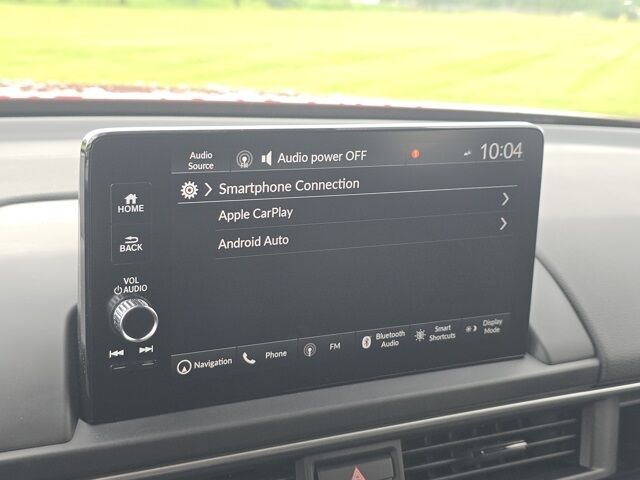 Audio
Source
FM
Audio power OFF
10:04
Smartphone Connection
HOME
Apple CarPlay
BACK
Android Auto
VOL
AUDIO
Navigation
Phone
FM
Bluetooth
Audio
Smart
Shortcuts
Display
Mode